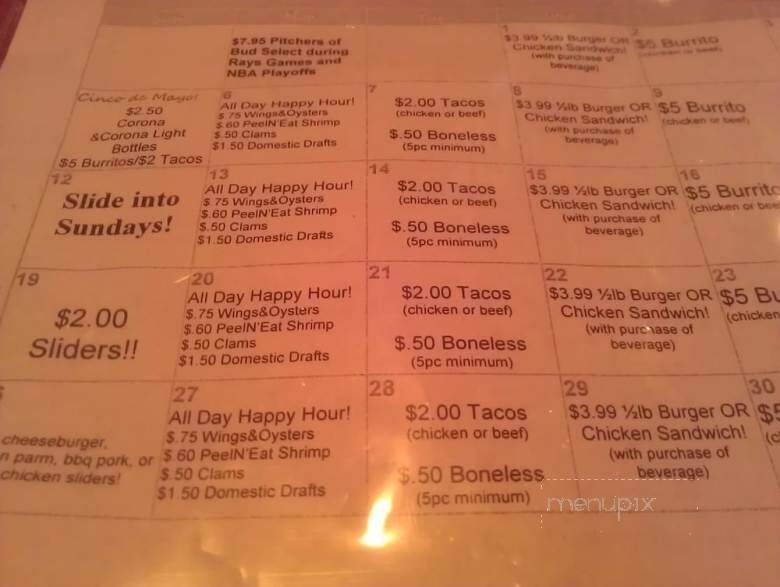 $7.95 Pitchers of
Bud Select during
Rays Games and
NBA Playoffs
1
$3.99 ½lb Burger OR
Chicken Sandwich!
(with purchase of
beverage)
2
$5 Burrito
(chicken or beef)
Cinco de Mayo!
$2.50
Corona
&Corona Light
Bottles
$5 Burritos/$2 Tacos
6
All Day Happy Hour!
$.75 Wings&Oysters
$.60 PeelN'Eat Shrimp
$.50 Clams
$1.50 Domestic Drafts
7
$2.00 Tacos
(chicken or beef)
$.50 Boneless
(5pc minimum)
8
$3.99 ½lb Burger OR
Chicken Sandwich!
(with purchase of
beverage)
9
$5 Burrito
(chicken or beef)
12
Slide into
Sundays!
13
All Day Happy Hour!
$.75 Wings&Oysters
$.60 PeelN'Eat Shrimp
$.50 Clams
$1.50 Domestic Drafts
14
$2.00 Tacos
(chicken or beef)
$.50 Boneless
(5pc minimum)
15
$3.99 ½lb Burger OR
Chicken Sandwich!
(with purchase of
beverage)
16
$5 Burrito
(chicken or bee
19
$2.00
Sliders!!
20
All Day Happy Hour!
$.75 Wings&Oysters
$.60 PeelN'Eat Shrimp
$.50 Clams
$1.50 Domestic Drafts
21
$2.00 Tacos
(chicken or beef)
$.50 Boneless
(5pc minimum)
22
$3.99 ½lb Burger OR
Chicken Sandwich!
(with purchase of
beverage)
23
$5 Bu
(chicken
cheeseburger,
n parm, bbq pork, or
chicken sliders!
27
All Day Happy Hour!
$.75 Wings&Oysters
$.60 PeelN'Eat Shrimp
$.50 Clams
$1.50 Domestic Drafts
28
$2.00 Tacos
(chicken or beef)
$.50 Boneless
(5pc minimum)
29
$3.99 ½lb Burger OR
Chicken Sandwich!
(with purchase of
beverage)
30
$5
(c
menupix